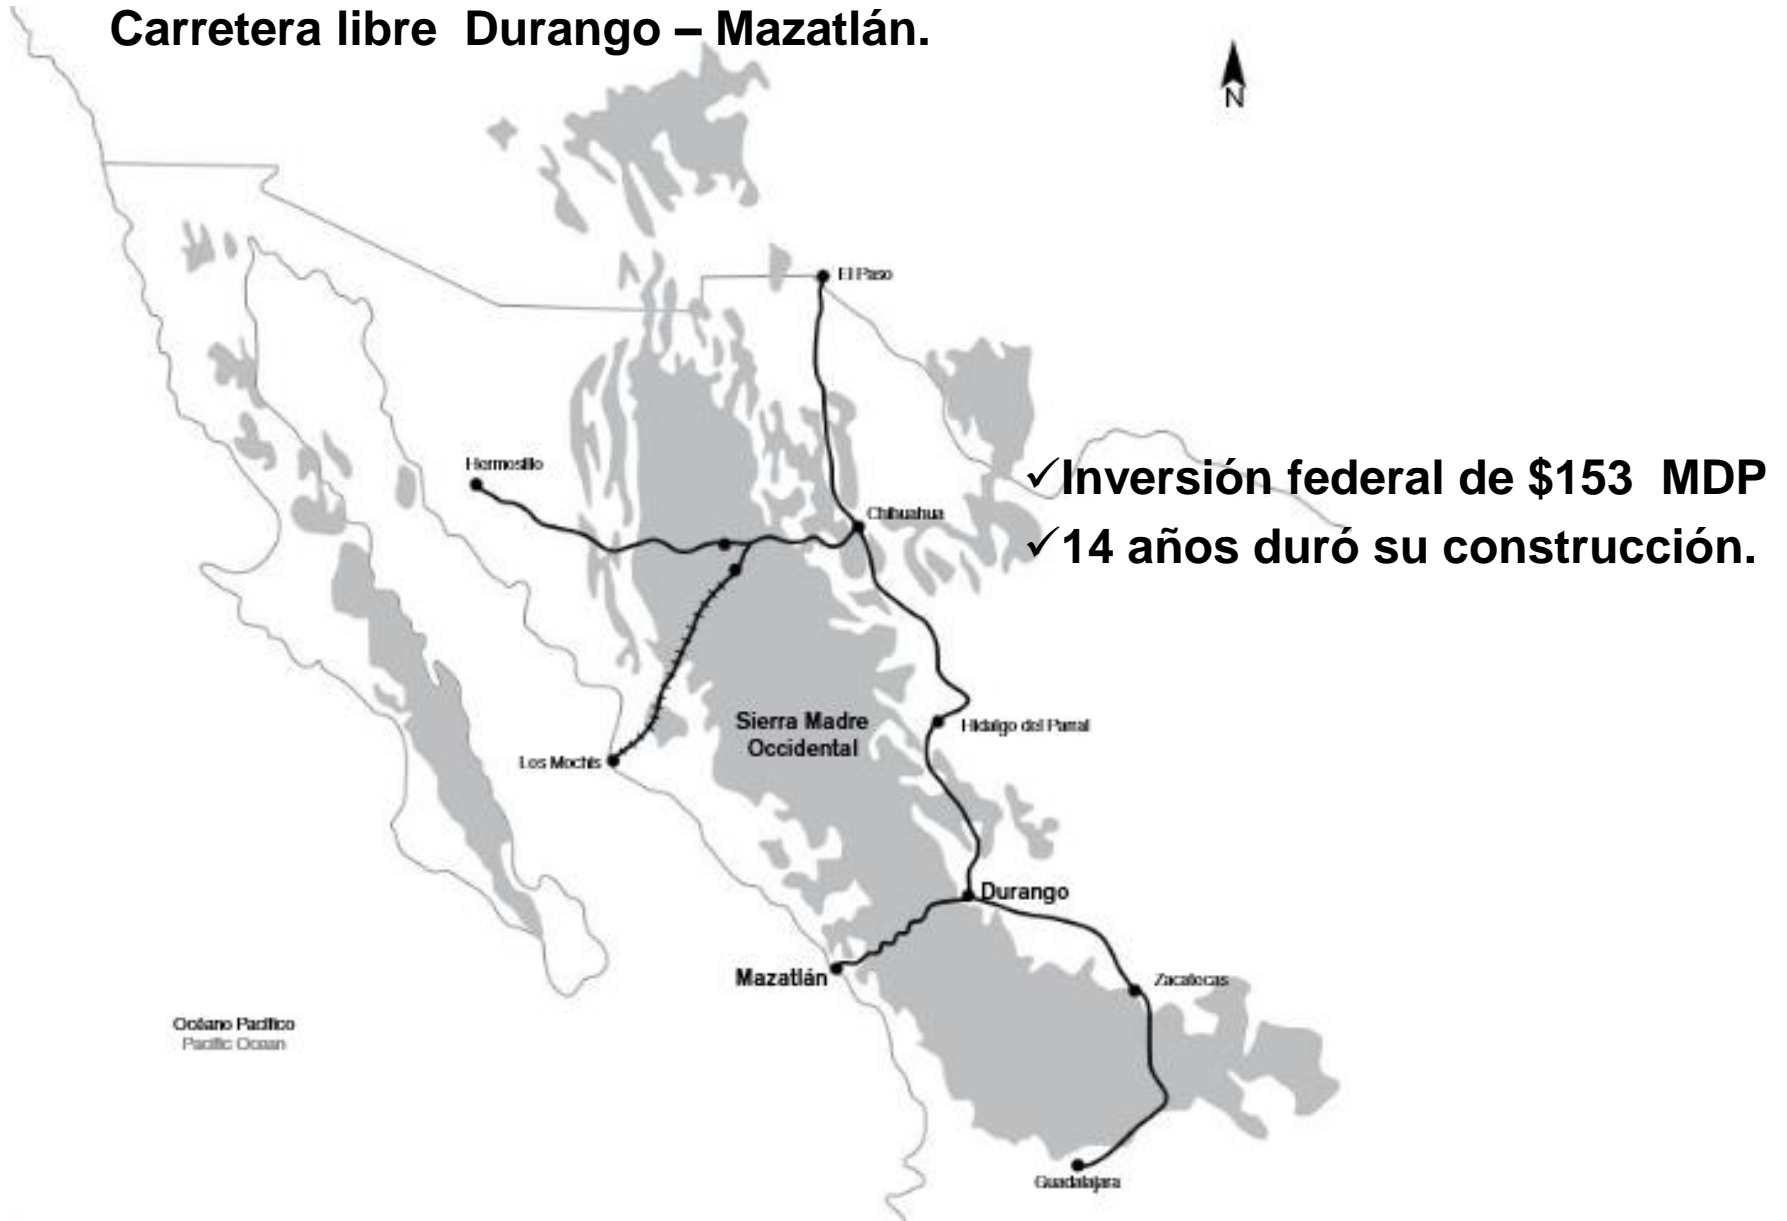 Carretera libre Durango – Mazatlán.
N
El Paso
Hermosillo
✓Inversión federal de $153 MDP
Chihuahua
✓14 años duró su construcción.
Sierra Madre
Occidental
Hidalgo del Parral
Los Mochis
Durango
Mazatlán
Zacatecas
Océano Pacífico
Pacific Ocean
Guadalajara